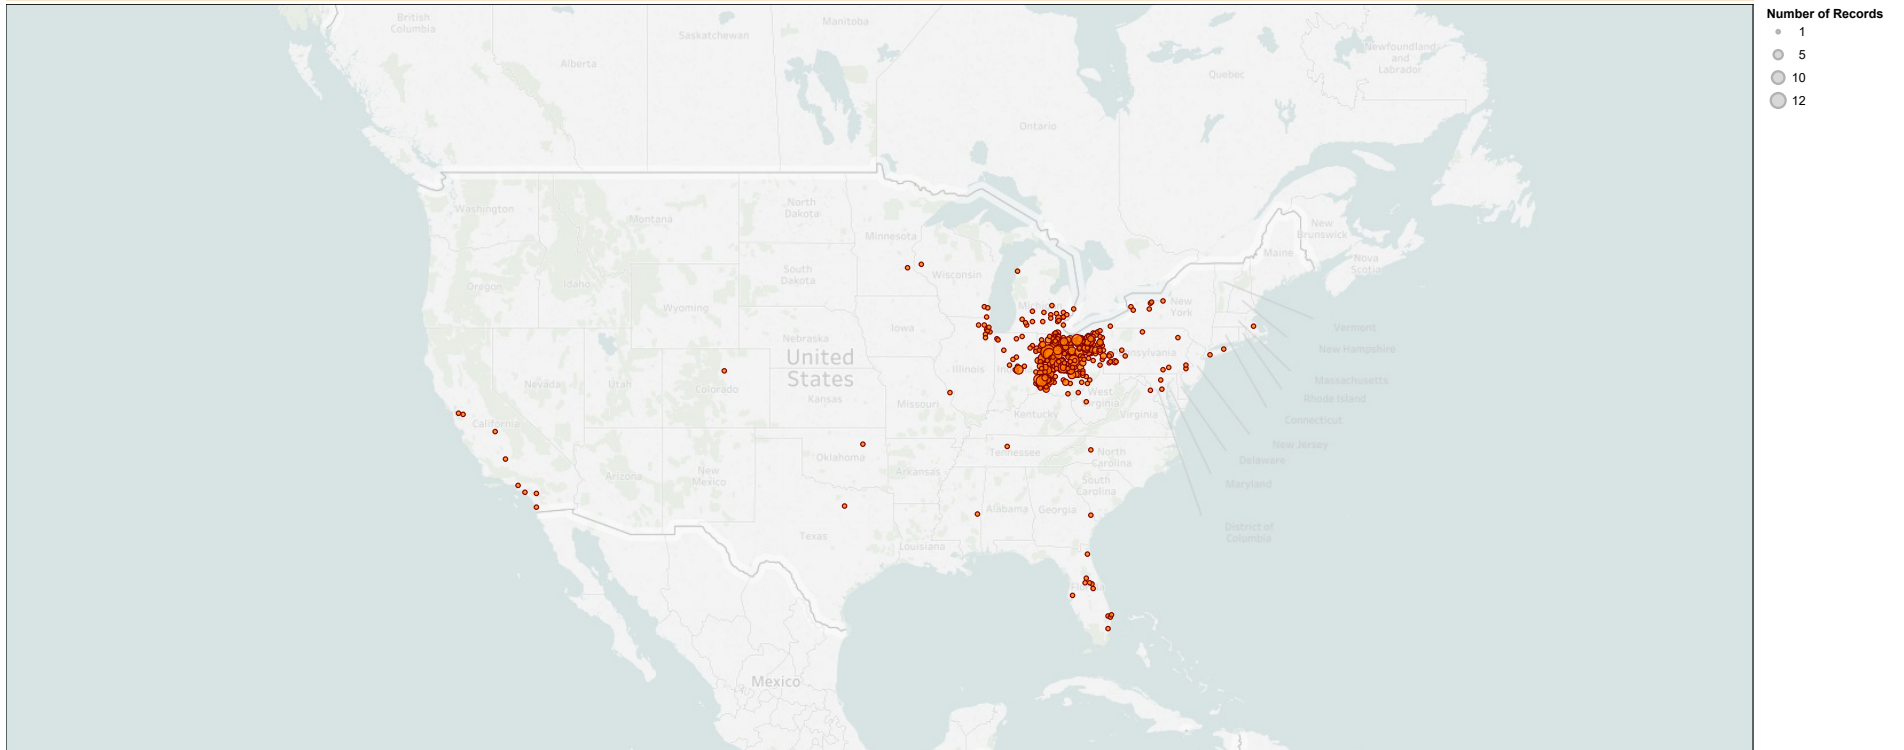 Number of Records
1
5
10
12
British
Columbia
Manitoba
Saskatchewan
Alberta
Newfoundland
and
Labrador
Quebec
Ontario
Washington
North
Dakota
Montana
Minnesota
New
Brunswick
Maine
Nova
Scotia
South
Dakota
Wisconsin
Oregon
Idaho
Wyoming
Michigan
New
York
Iowa
Vermont
Nebraska
United
States
New Hampshire
Illinois
Nevada
Utah
Colorado
Kansas
Massachusetts
West
Rhode Island
Missouri
Kentucky
Virginia
Connecticut
California
New Jersey
Tennessee
North
Carolina
Oklahoma
Delaware
Arkansas
Arizona
New
Mexico
Maryland
South
Carolina
Alabama
Georgia
District of
Columbia
Texas
Louisiana
Mexico